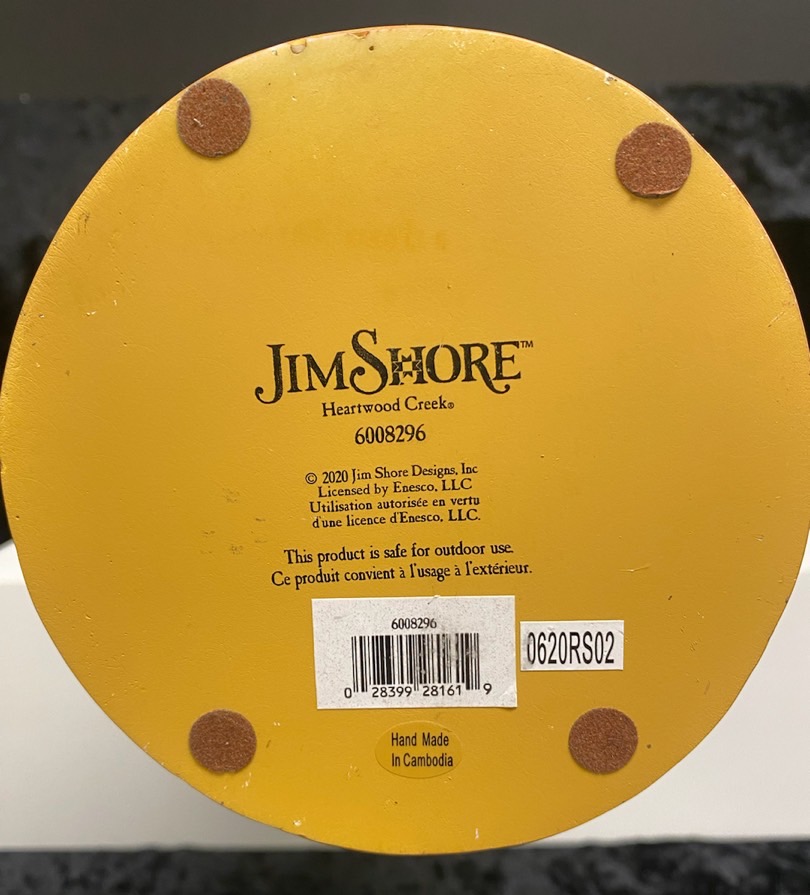 JIM SHORE™
Heartwood Creek®
6008296
© 2020 Jim Shore Designs, Inc
Licensed by Enesco, LLC
Utilisation autorisée en vertu
d'une licence d'Enesco, LLC.
This product is safe for outdoor use.
Ce produit convient à l'usage à l'extérieur.
6008296
0 28399 28161 9
0620RS02
Hand Made
In Cambodia